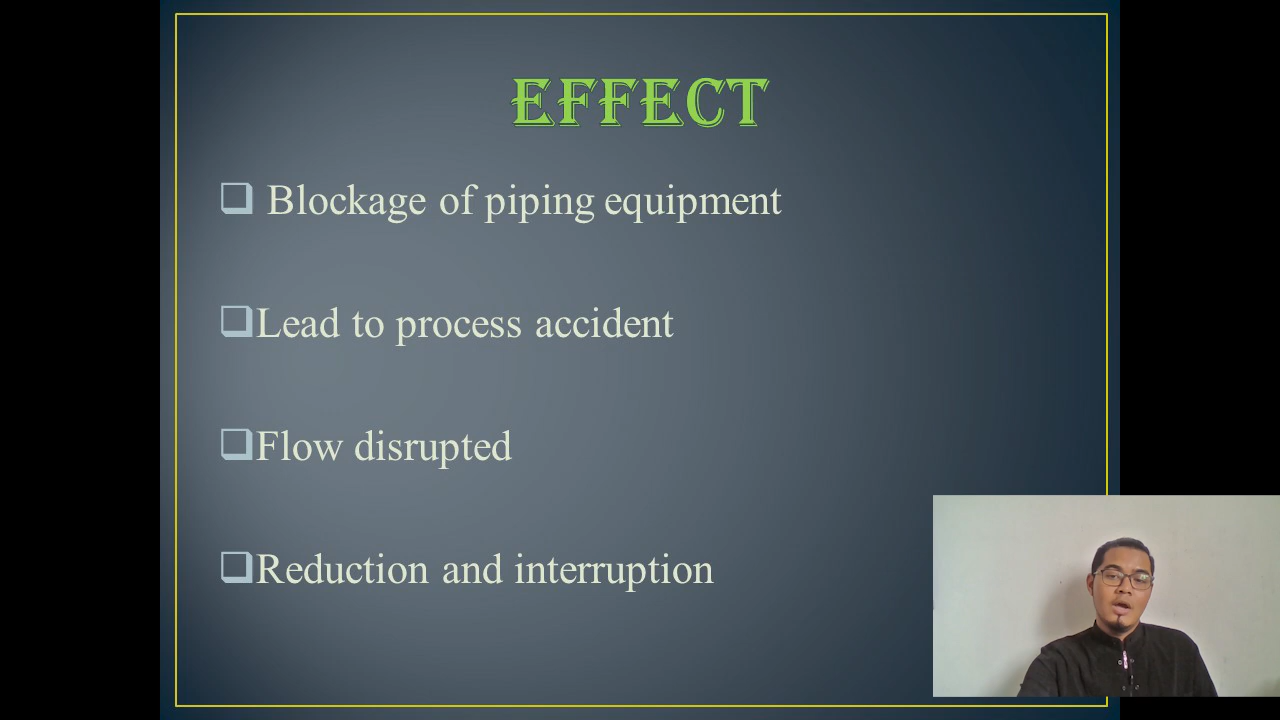 EFFECT
Blockage of piping equipment
Lead to process accident
Flow disrupted
Reduction and interruption